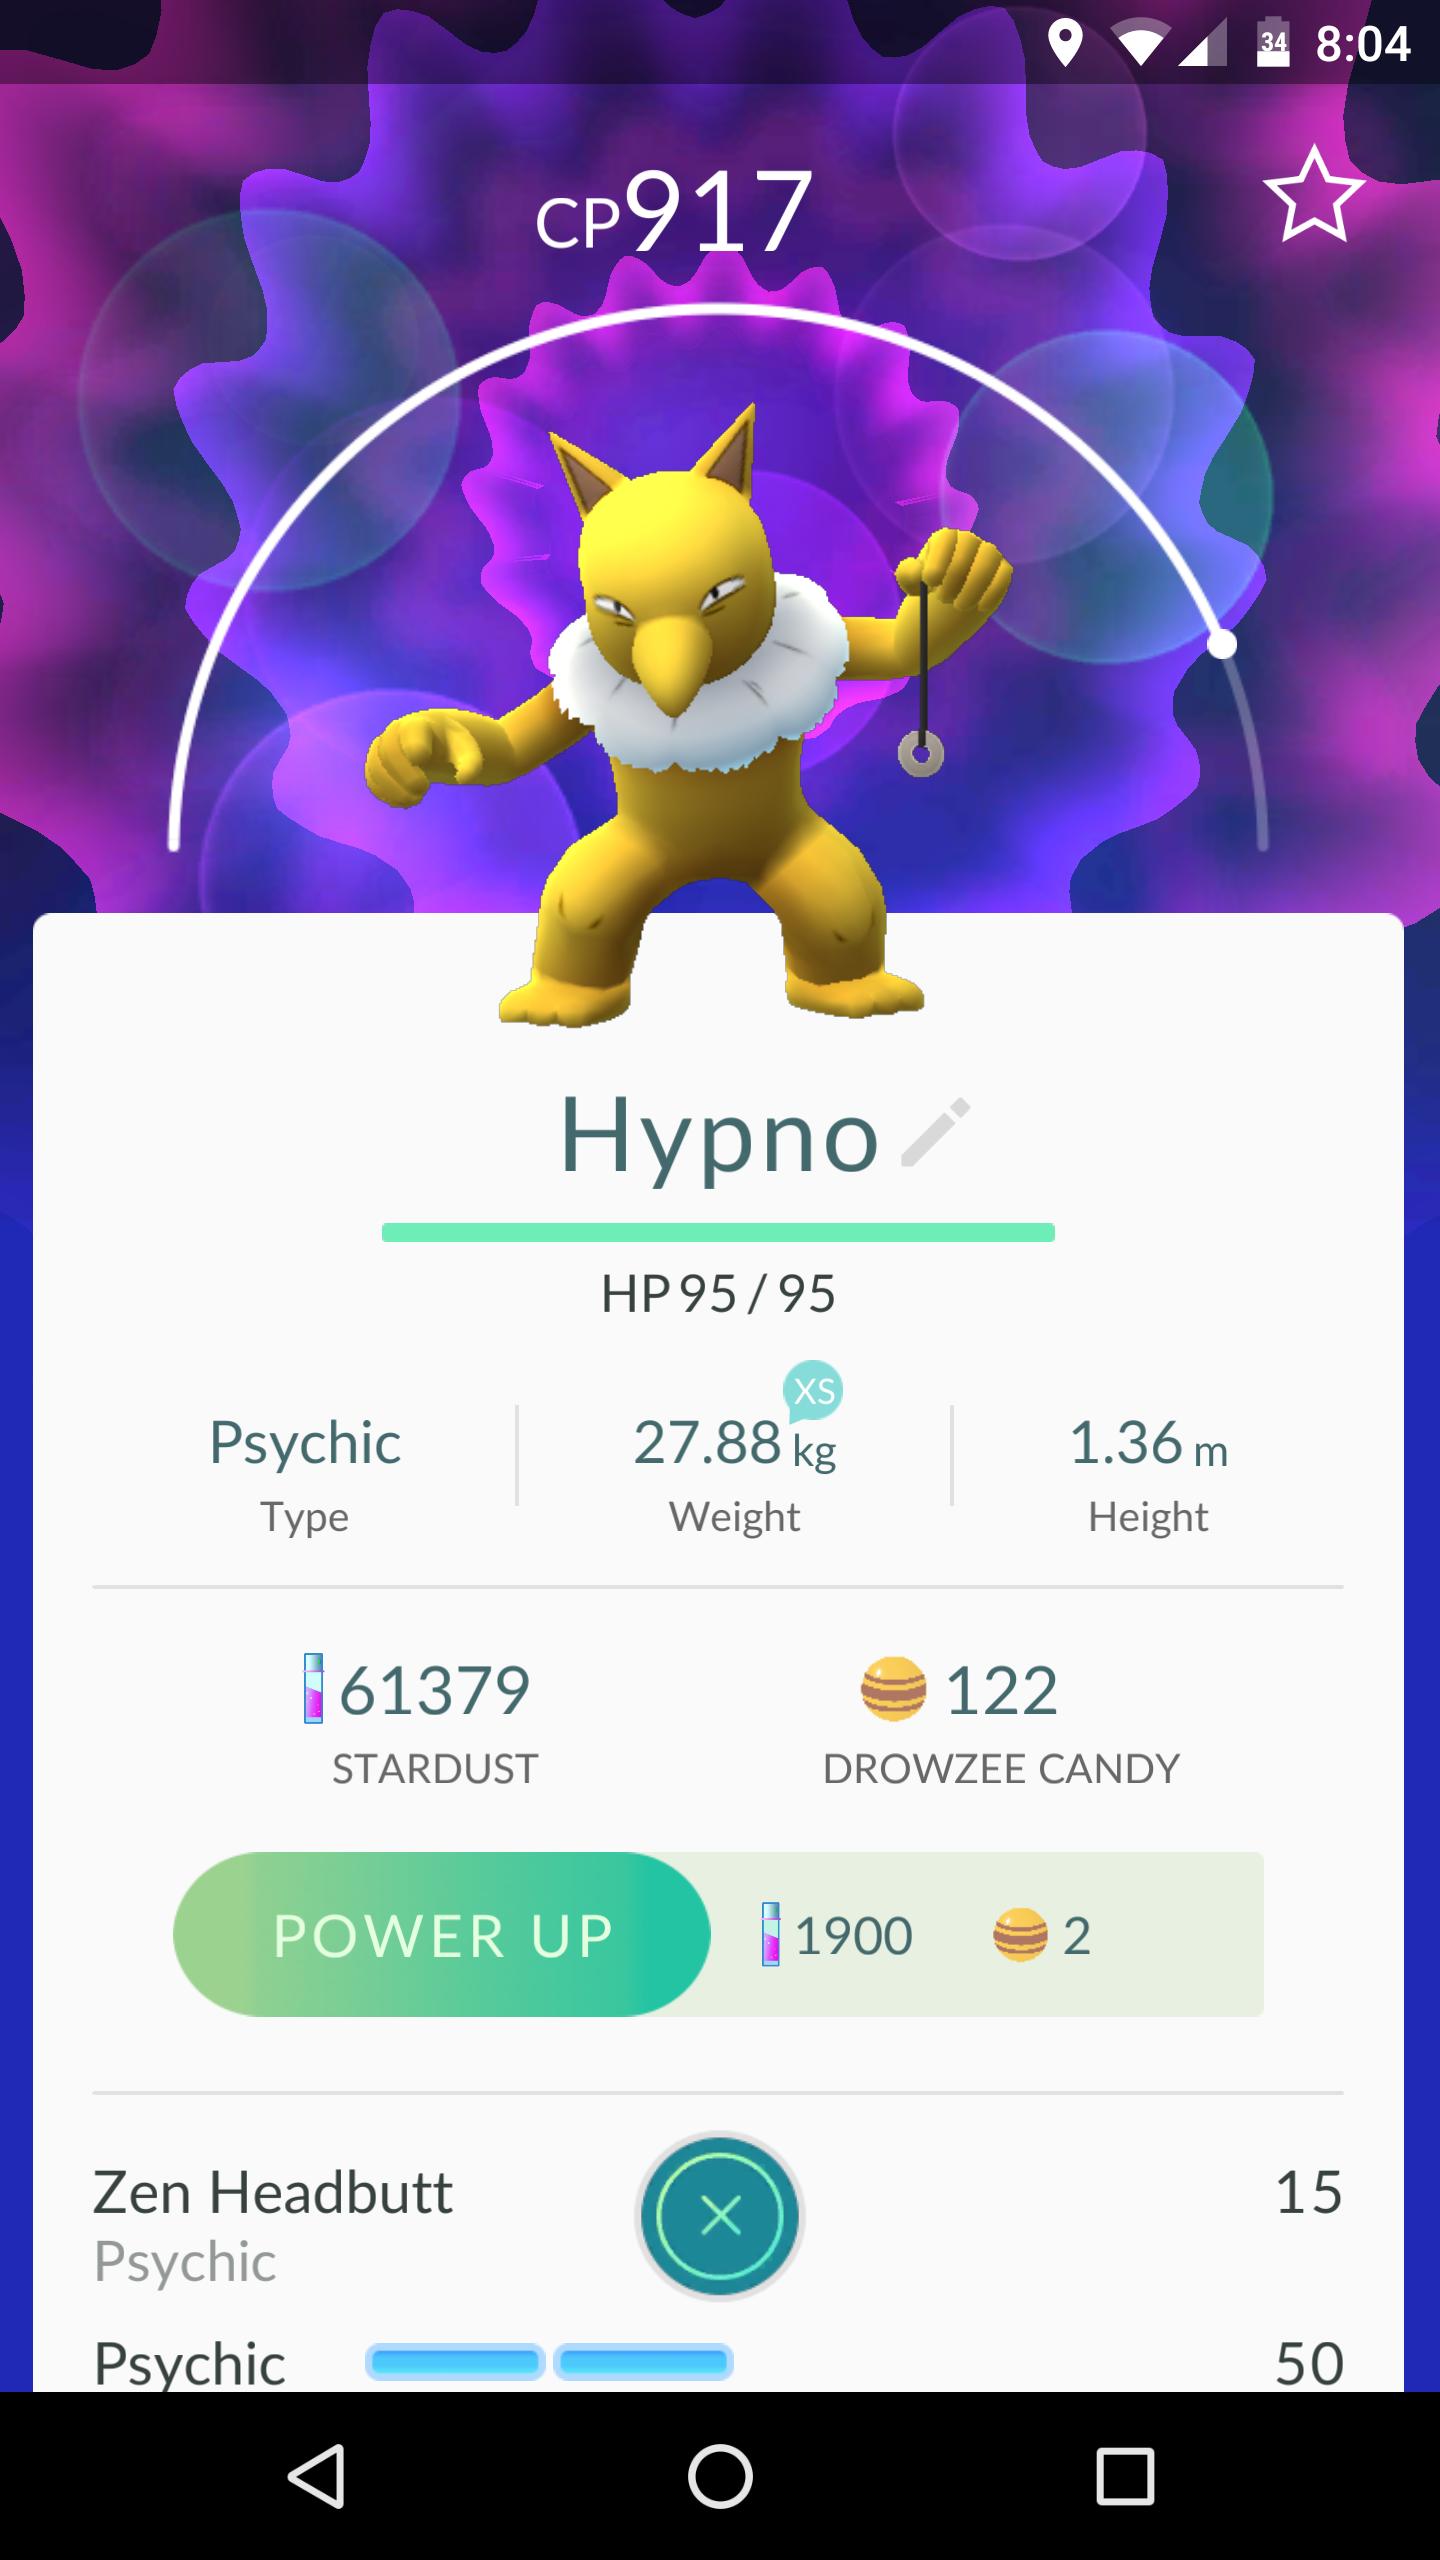 34 8:04
CP917
Hypno
HP 95 / 95
XS
Psychic 27.88 kg 1.36 m
Type Weight Height
61379 122
STARDUST DROWZEE CANDY
POWER UP 1900 2
Zen Headbutt 15
Psychic
Psychic 50